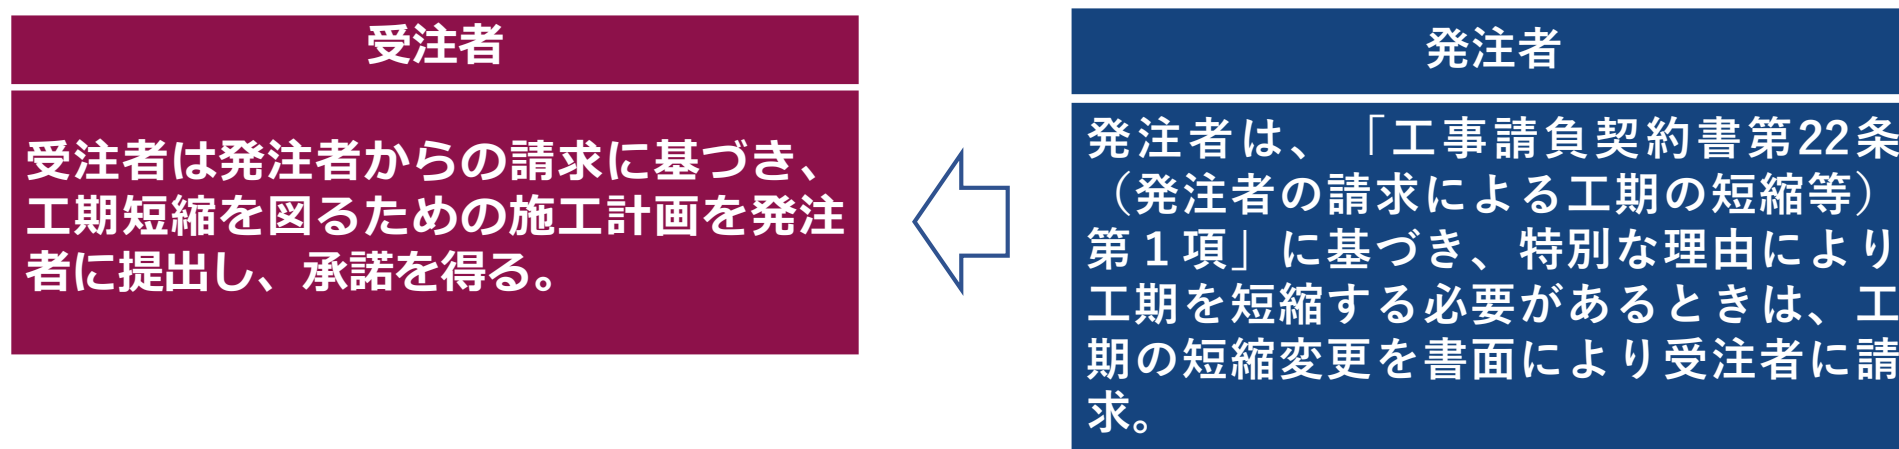 受注者
受注者は発注者からの請求に基づき、
工期短縮を図るための施工計画を発注
者に提出し、承諾を得る。
発注者
発注者は、「工事請負契約書第22条
（発注者の請求による工期の短縮等）
第１項」に基づき、特別な理由により
工期を短縮する必要があるときは、工
期の短縮変更を書面により受注者に請
求。